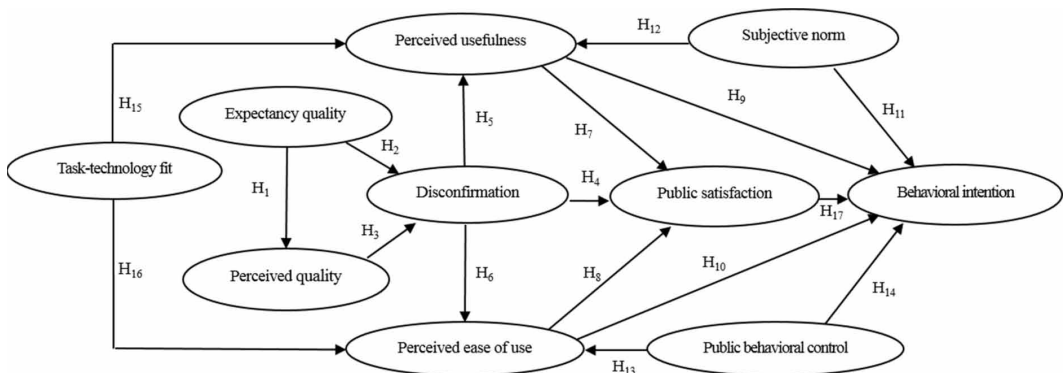 Perceived usefulness
H12
Subjective norm
H15
Expectancy quality
H5
H9
H7
H11
H2
Task-technology fit
Disconfirmation
H4
Public satisfaction
H17
Behavioral intention
H1
H3
H16
Perceived quality
H6
H8
H10
H14
Perceived ease of use
H13
Public behavioral control